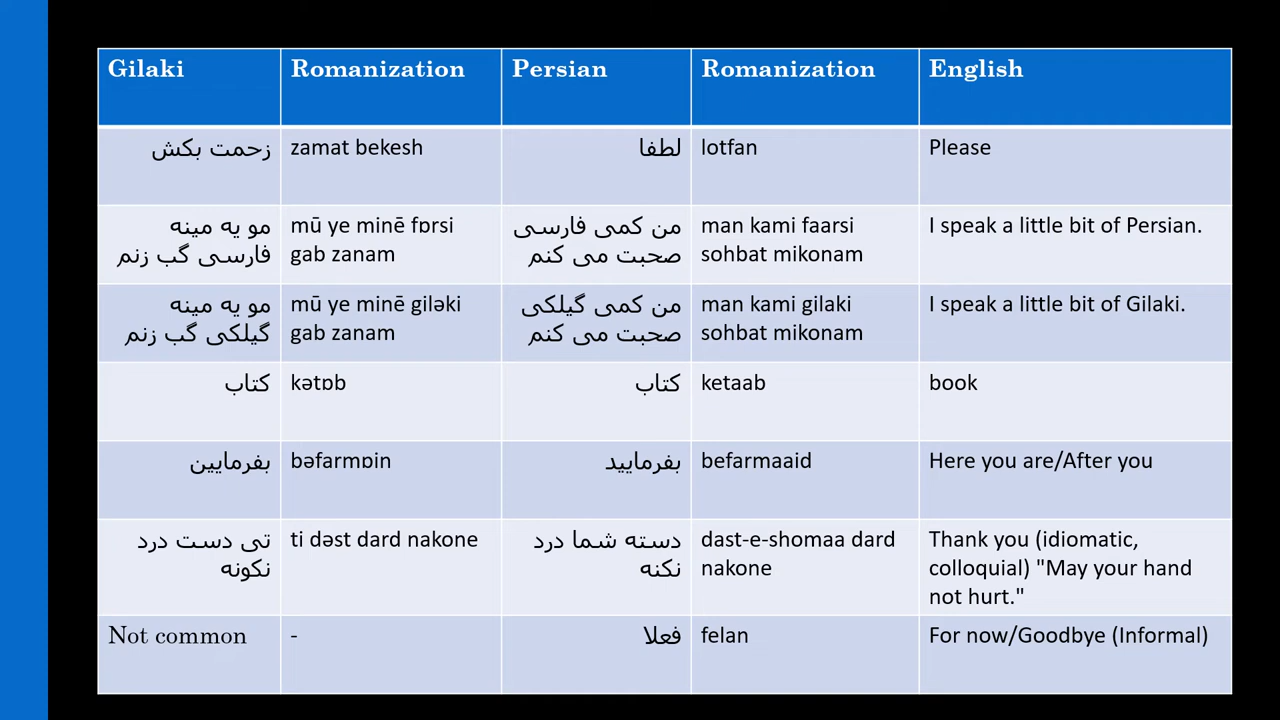 Gilaki
Romanization
Persian
Romanization
English
زحمت بکش
zamat bekesh
لطفا
lotfan
Please
مو یه مینه
فارسی گب زنم
mū ye minē fɒrsi
gab zanam
من کمی فارسی
صحبت می کنم
man kami faarsi
sohbat mikonam
I speak a little bit of Persian.
مو یه مینه
گیلکی گب زنم
mū ye minē giləki
gab zanam
من کمی گیلکی
صحبت می کنم
man kami gilaki
sohbat mikonam
I speak a little bit of Gilaki.
کتاب
kətɒb
کتاب
ketaab
book
بفرمایین
bəfarmɒin
بفرمایید
befarmaaid
Here you are/After you
تی دست درد
نکونه
ti dəst dard nakone
دسته شما درد
نکنه
dast-e-shomaa dard
nakone
Thank you (idiomatic,
colloquial) "May your hand
not hurt."
Not common
-
فعلا
felan
For now/Goodbye (Informal)